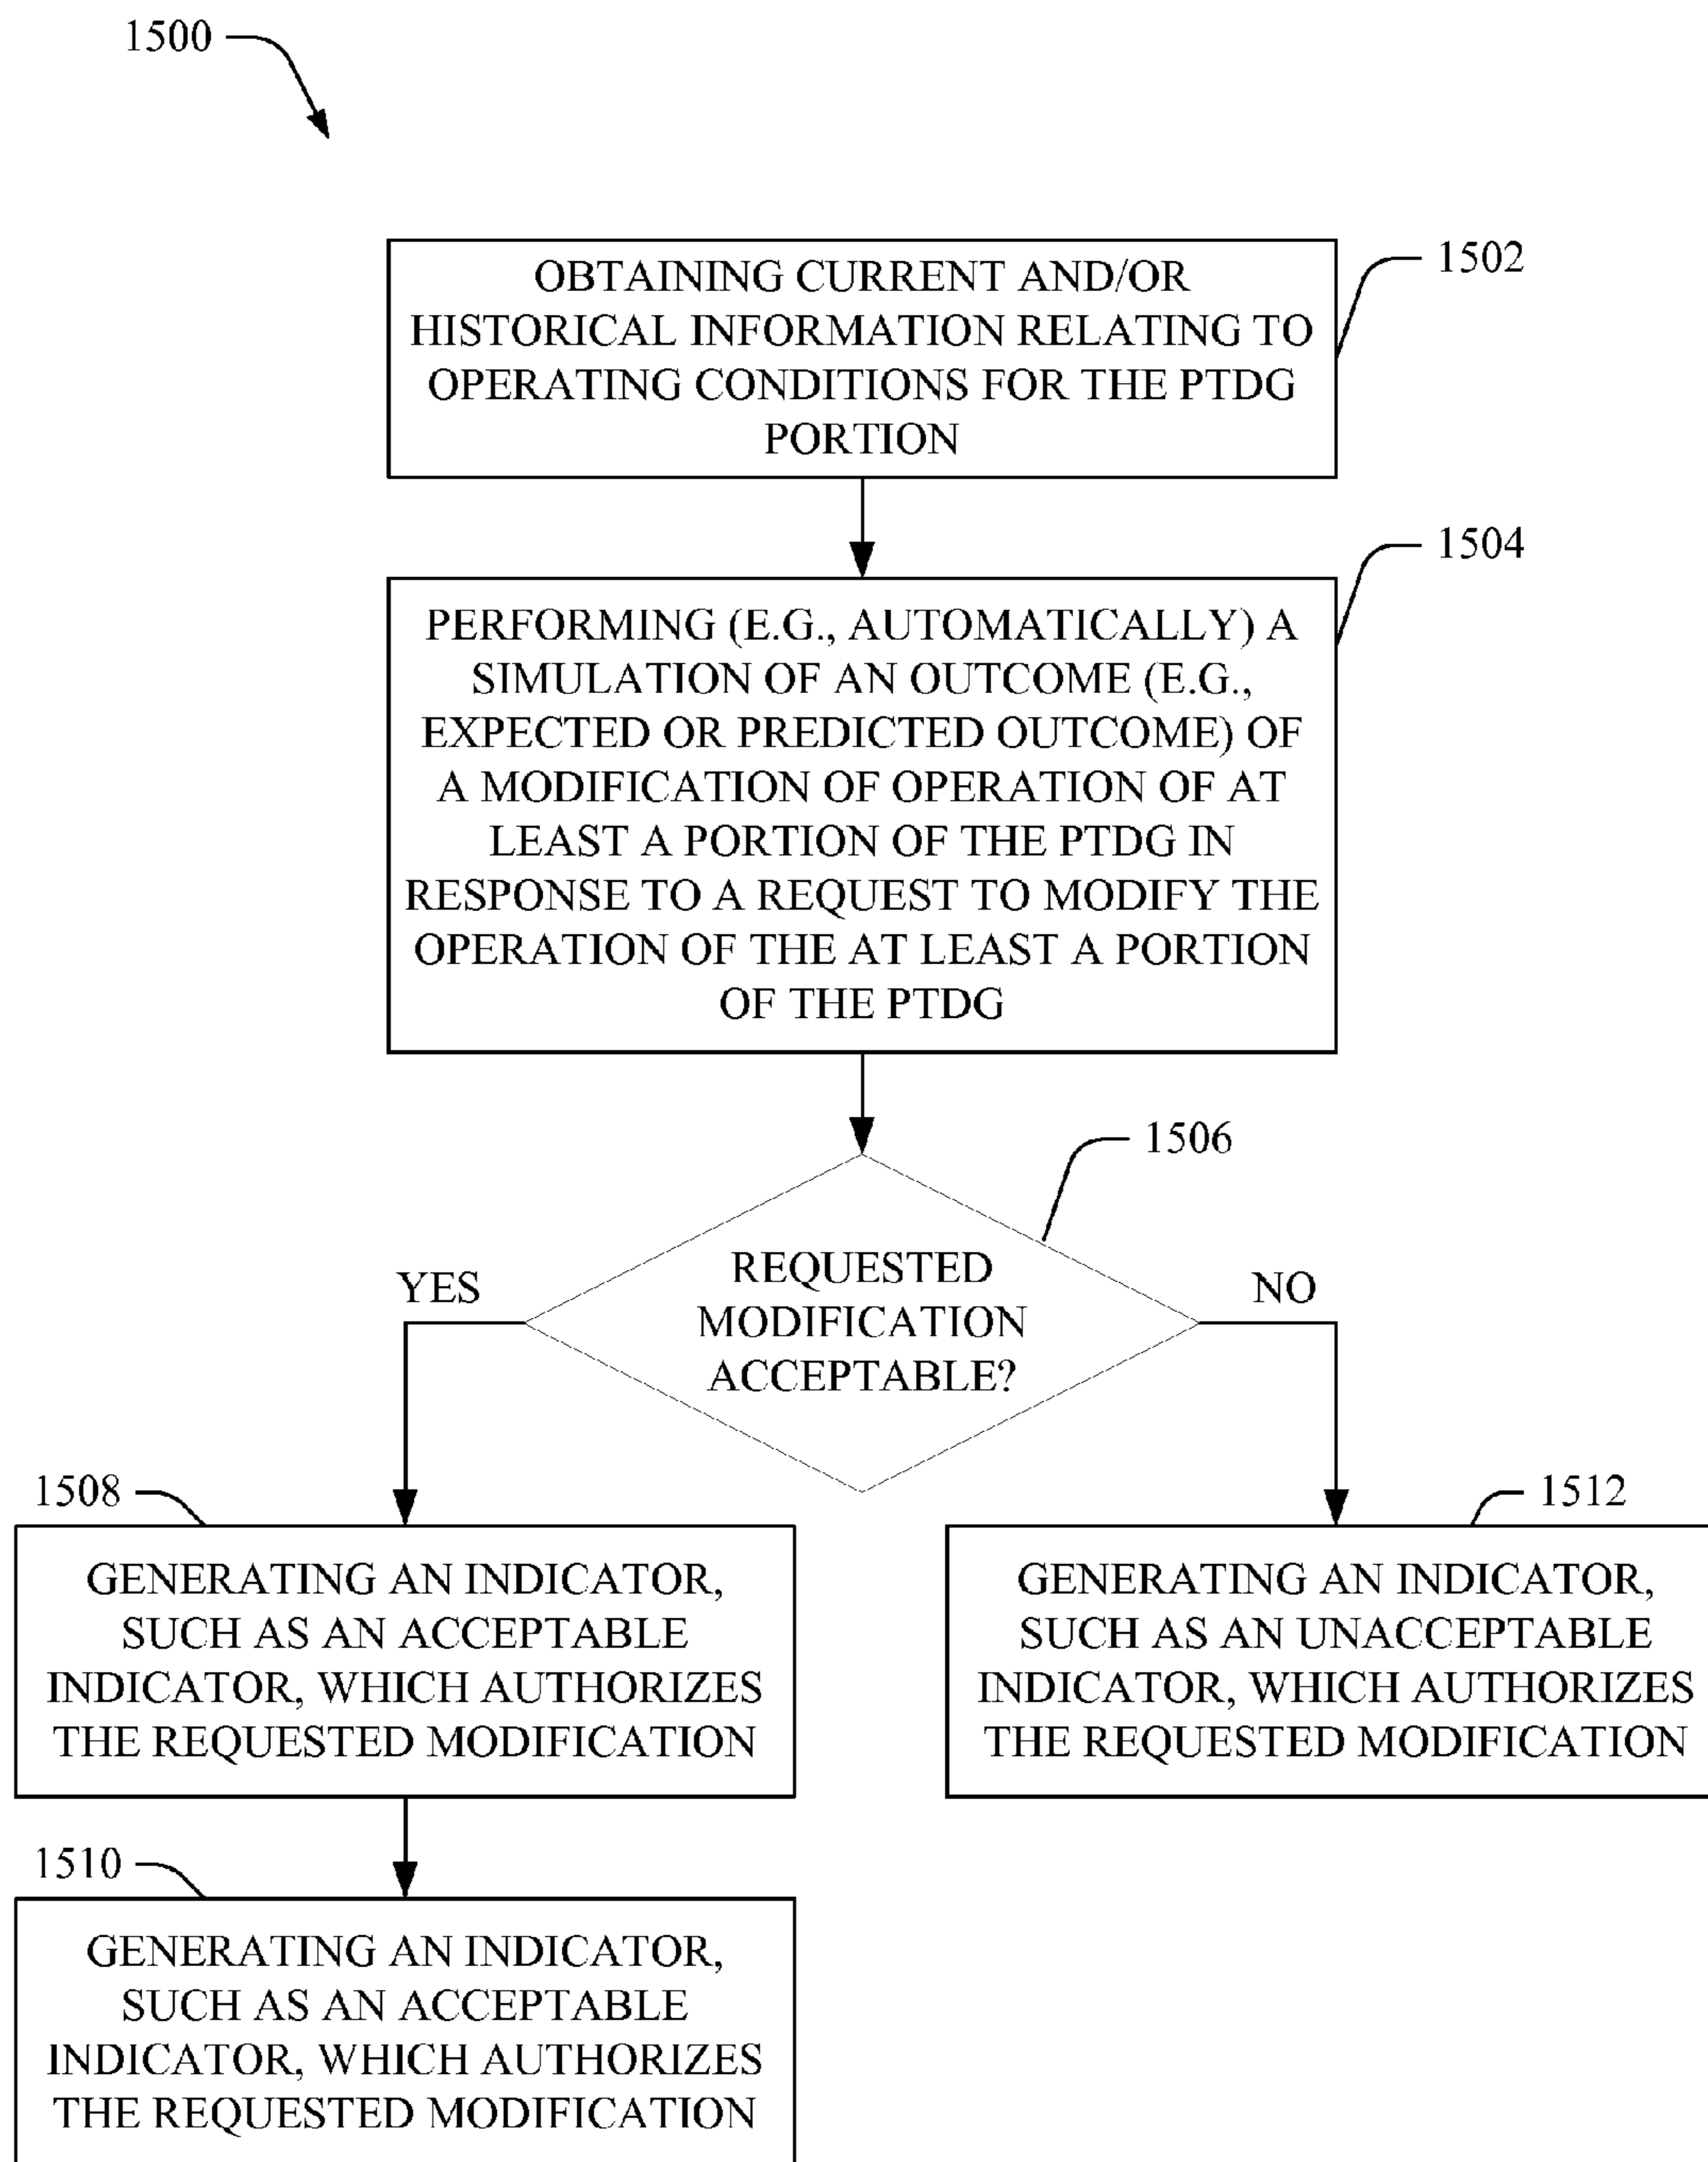 1500
OBTAINING CURRENT AND/OR
HISTORICAL INFORMATION RELATING TO
OPERATING CONDITIONS FOR THE PTDG
PORTION
1502
PERFORMING (E.G., AUTOMATICALLY) A
SIMULATION OF AN OUTCOME (E.G.,
EXPECTED OR PREDICTED OUTCOME) OF
A MODIFICATION OF OPERATION OF AT
LEAST A PORTION OF THE PTDG IN
RESPONSE TO A REQUEST TO MODIFY THE
OPERATION OF THE AT LEAST A PORTION
OF THE PTDG
1504
1506
REQUESTED
MODIFICATION
ACCEPTABLE?
YES
NO
1508
GENERATING AN INDICATOR,
SUCH AS AN ACCEPTABLE
INDICATOR, WHICH AUTHORIZES
THE REQUESTED MODIFICATION
1512
GENERATING AN INDICATOR,
SUCH AS AN UNACCEPTABLE
INDICATOR, WHICH AUTHORIZES
THE REQUESTED MODIFICATION
1510
GENERATING AN INDICATOR,
SUCH AS AN ACCEPTABLE
INDICATOR, WHICH AUTHORIZES
THE REQUESTED MODIFICATION